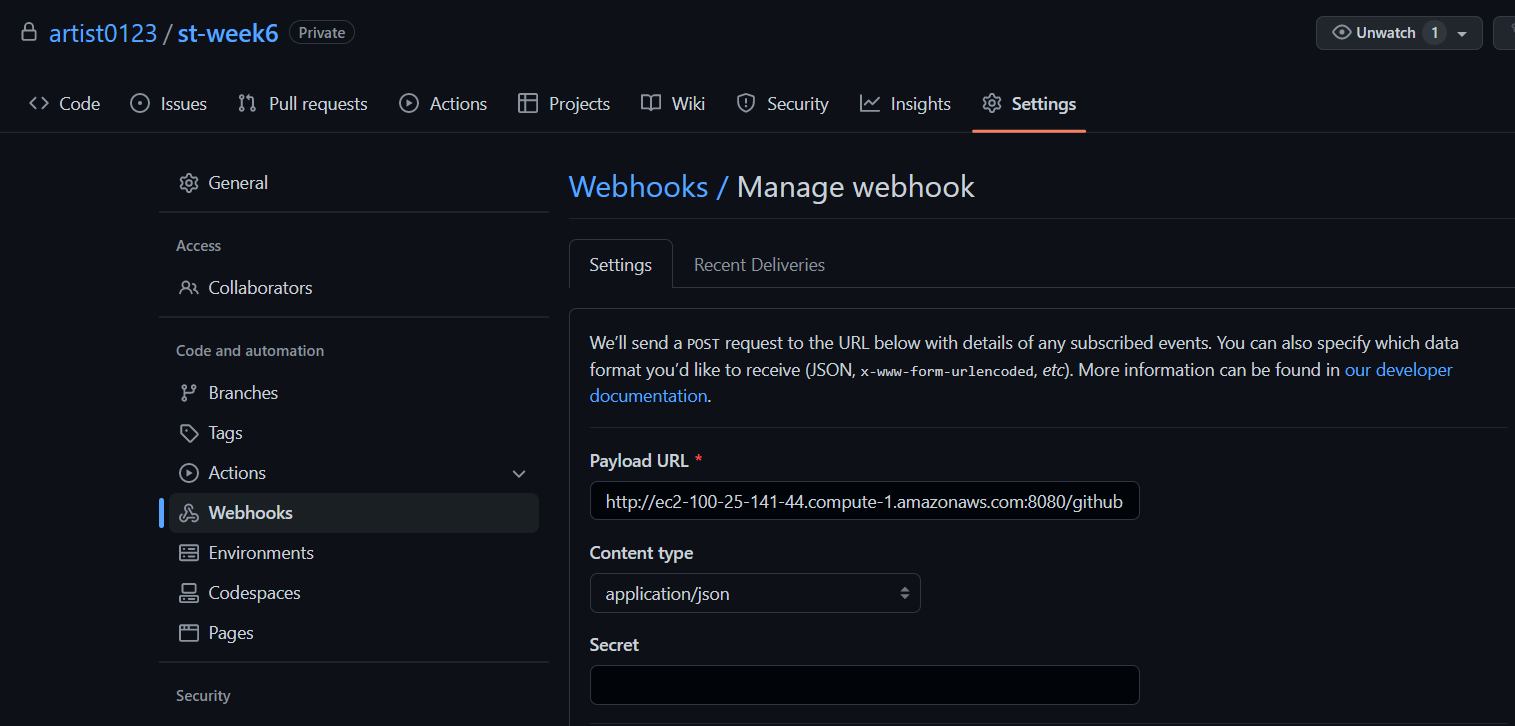 artist0123 / st-week6 Private
Unwatch 1
Code Issues Pull requests Actions Projects Wiki Security Insights Settings
General
Access
Collaborators
Code and automation
Branches
Tags
Actions
Webhooks
Environments
Codespaces
Pages
Security
Webhooks / Manage webhook
Settings Recent Deliveries
We’ll send a POST request to the URL below with details of any subscribed events. You can also specify which data
format you’d like to receive (JSON, x-www-form-urlencoded, etc). More information can be found in our developer
documentation.
Payload URL *
http://ec2-100-25-141-44.compute-1.amazonaws.com:8080/github
Content type
application/json
Secret